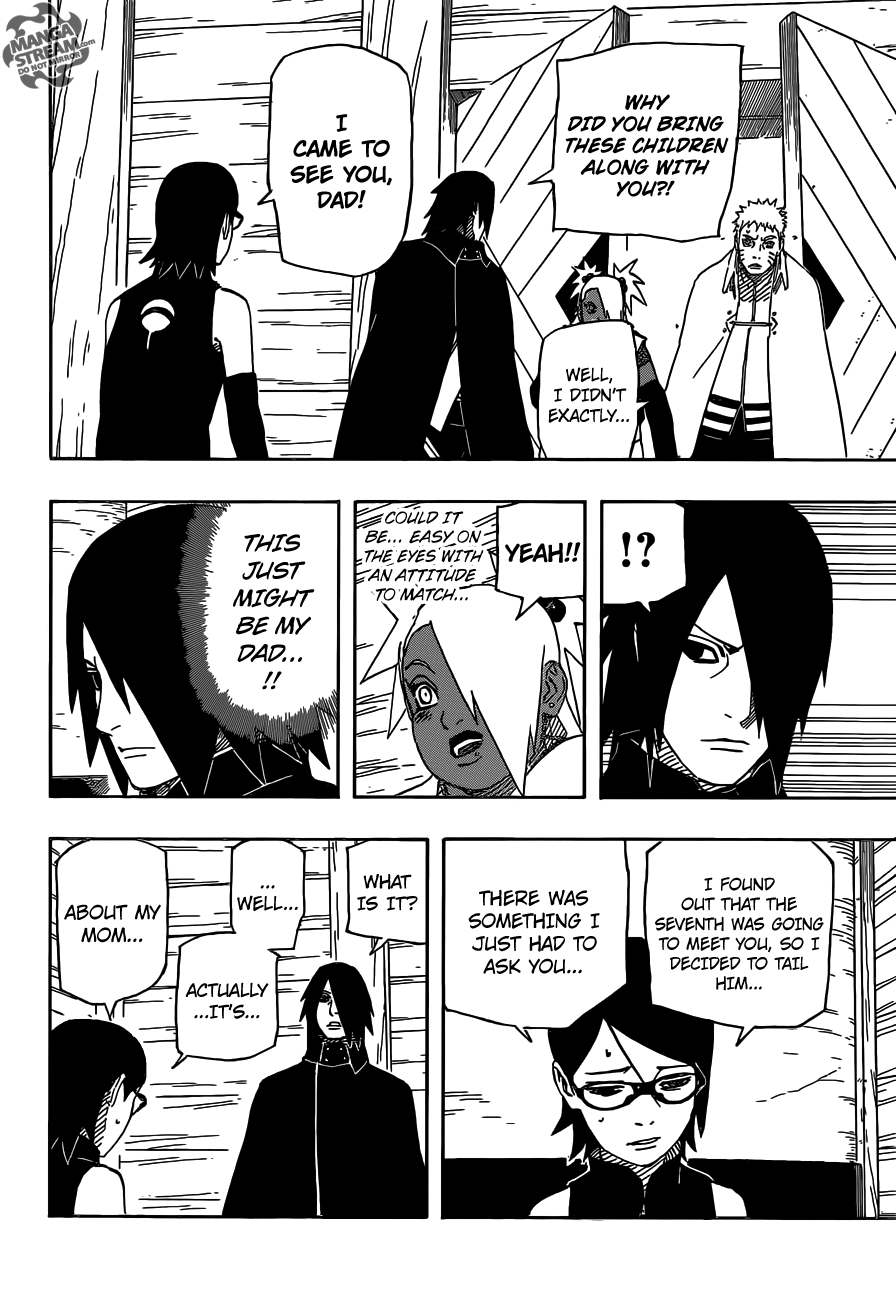 MANGA
STREAM.com
DO NOT MIRROR
WHY
DID YOU BRING
THESE CHILDREN
ALONG WITH
YOU?!
I
CAME TO
SEE YOU,
DAD!
WELL,
I DIDN'T
EXACTLY...
!?
YEAH!!
COULD IT
BE... EASY ON
THE EYES WITH
AN ATTITUDE
TO MATCH...
THIS
JUST
MIGHT
BE MY
DAD...
!!
I FOUND
OUT THAT THE
SEVENTH WAS GOING
TO MEET YOU, SO I
DECIDED TO TAIL
HIM...
THERE WAS
SOMETHING I
JUST HAD TO
ASK YOU...
WHAT
IS IT?
...
WELL...
ACTUALLY
...IT'S...
ABOUT MY
MOM...